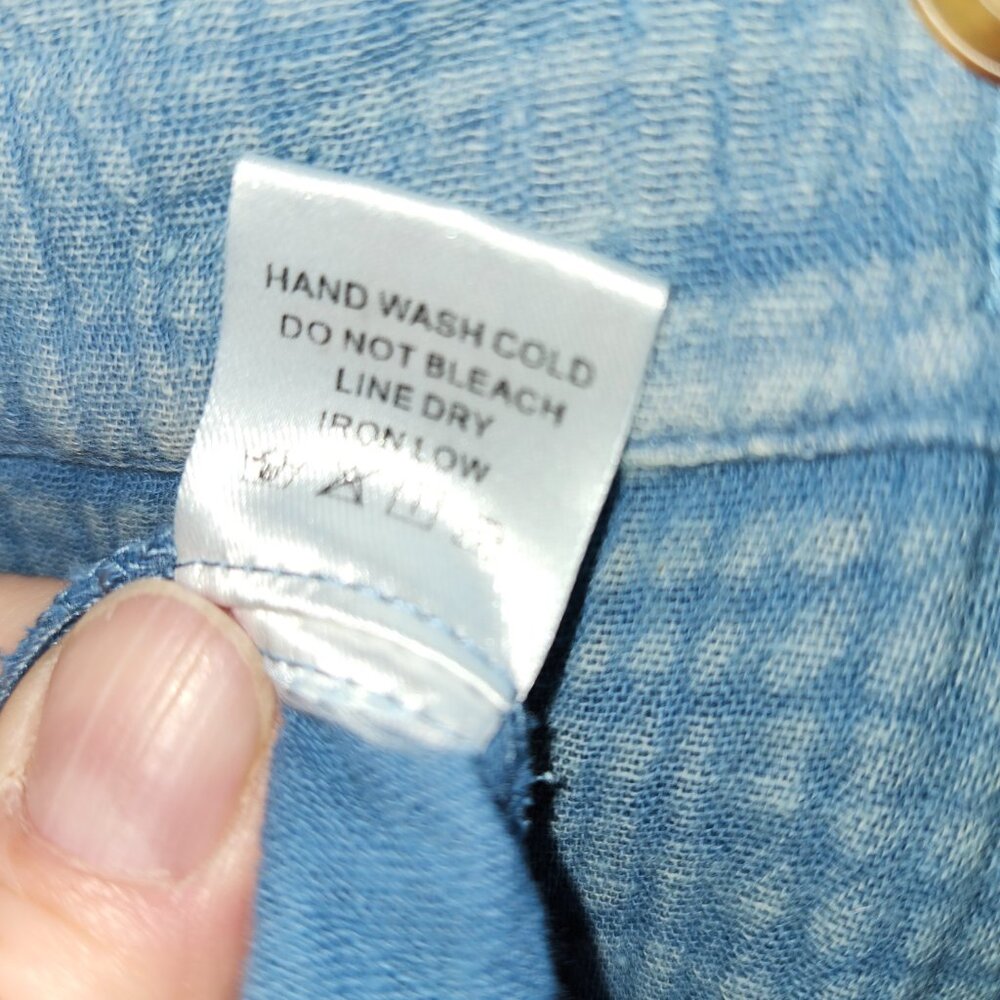 HAND WASH COLD
DO NOT BLEACH
LINE DRY
IRON LOW